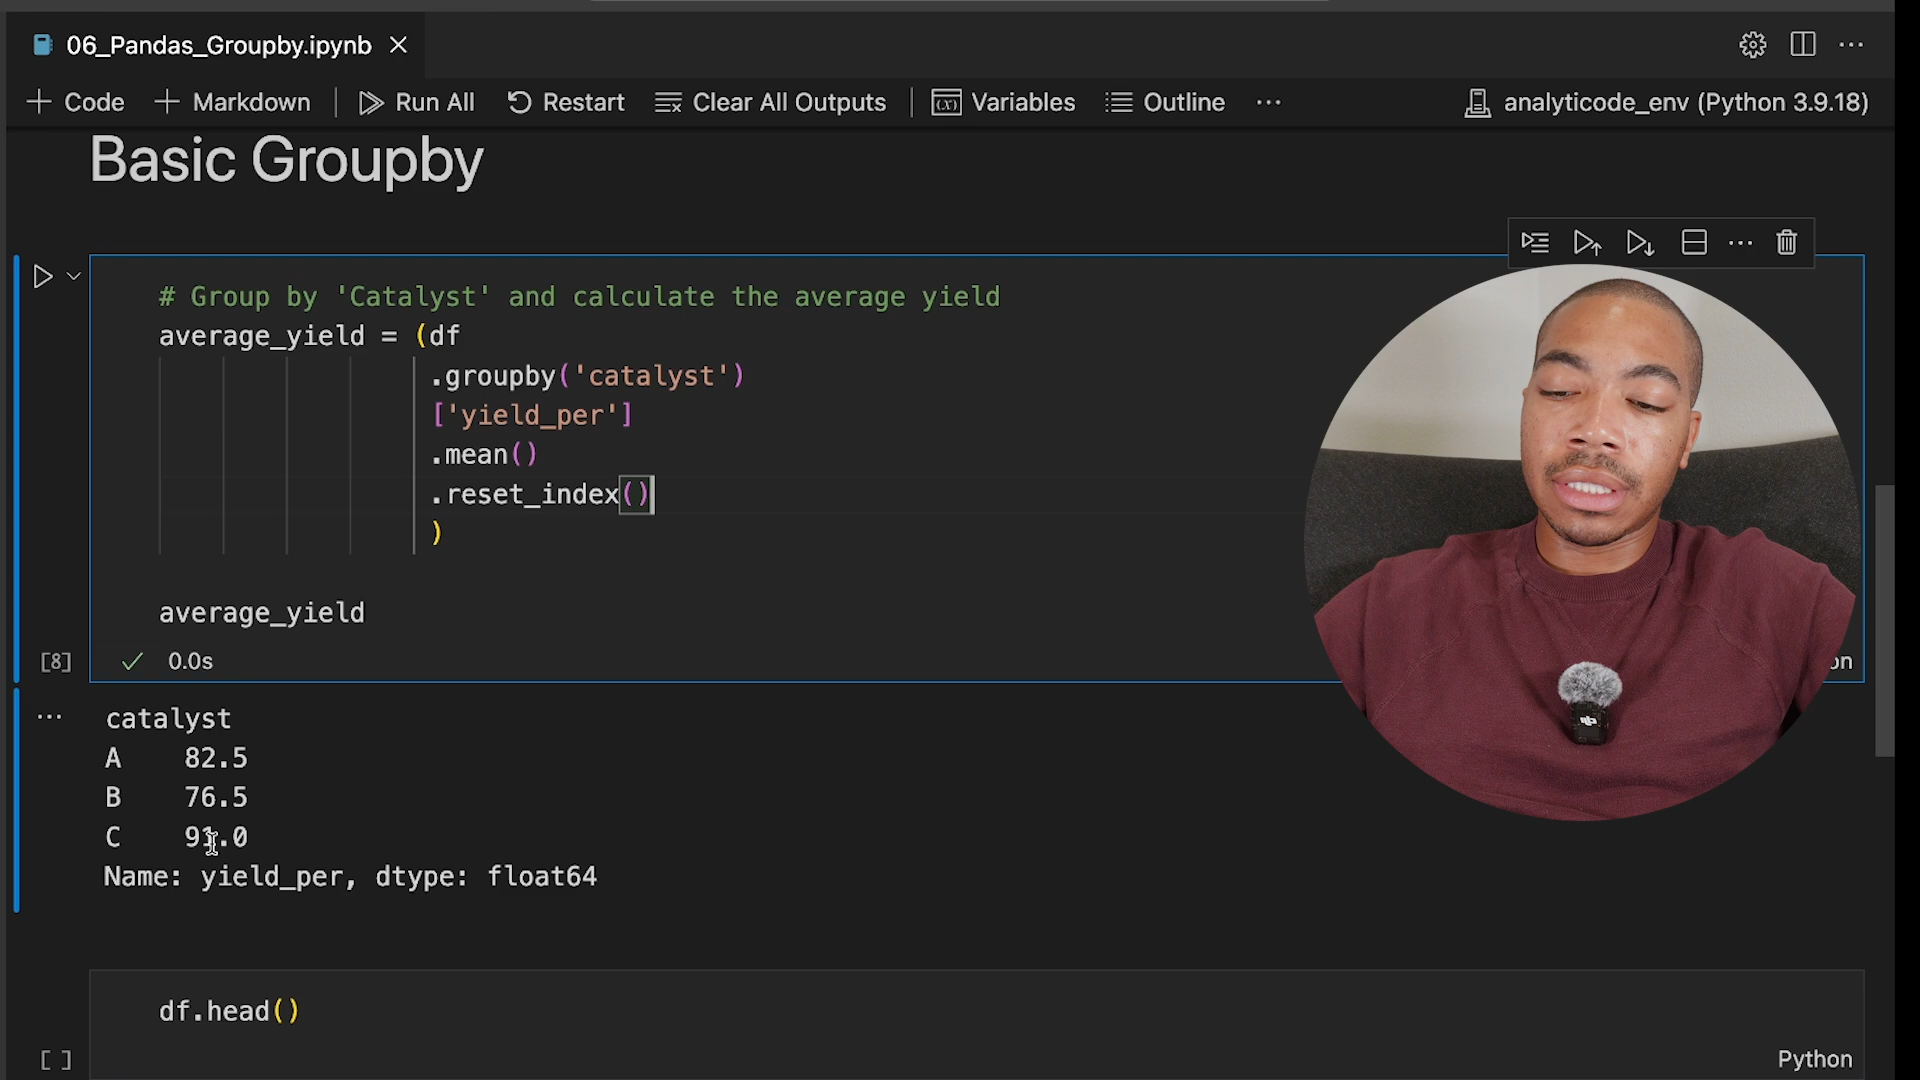 06_Pandas_Groupby.ipynb
Code Markdown Run All Restart Clear All Outputs Variables Outline ... analyticode_env (Python 3.9.18)
Basic Groupby
# Group by 'Catalyst' and calculate the average yield
average_yield = (df
.groupby('catalyst')
['yield_per']
.mean()
.reset_index()
)
average_yield
[8] 0.0s
catalyst
A 82.5
B 76.5
C 91.0
Name: yield_per, dtype: float64
df.head()
[ ] Python